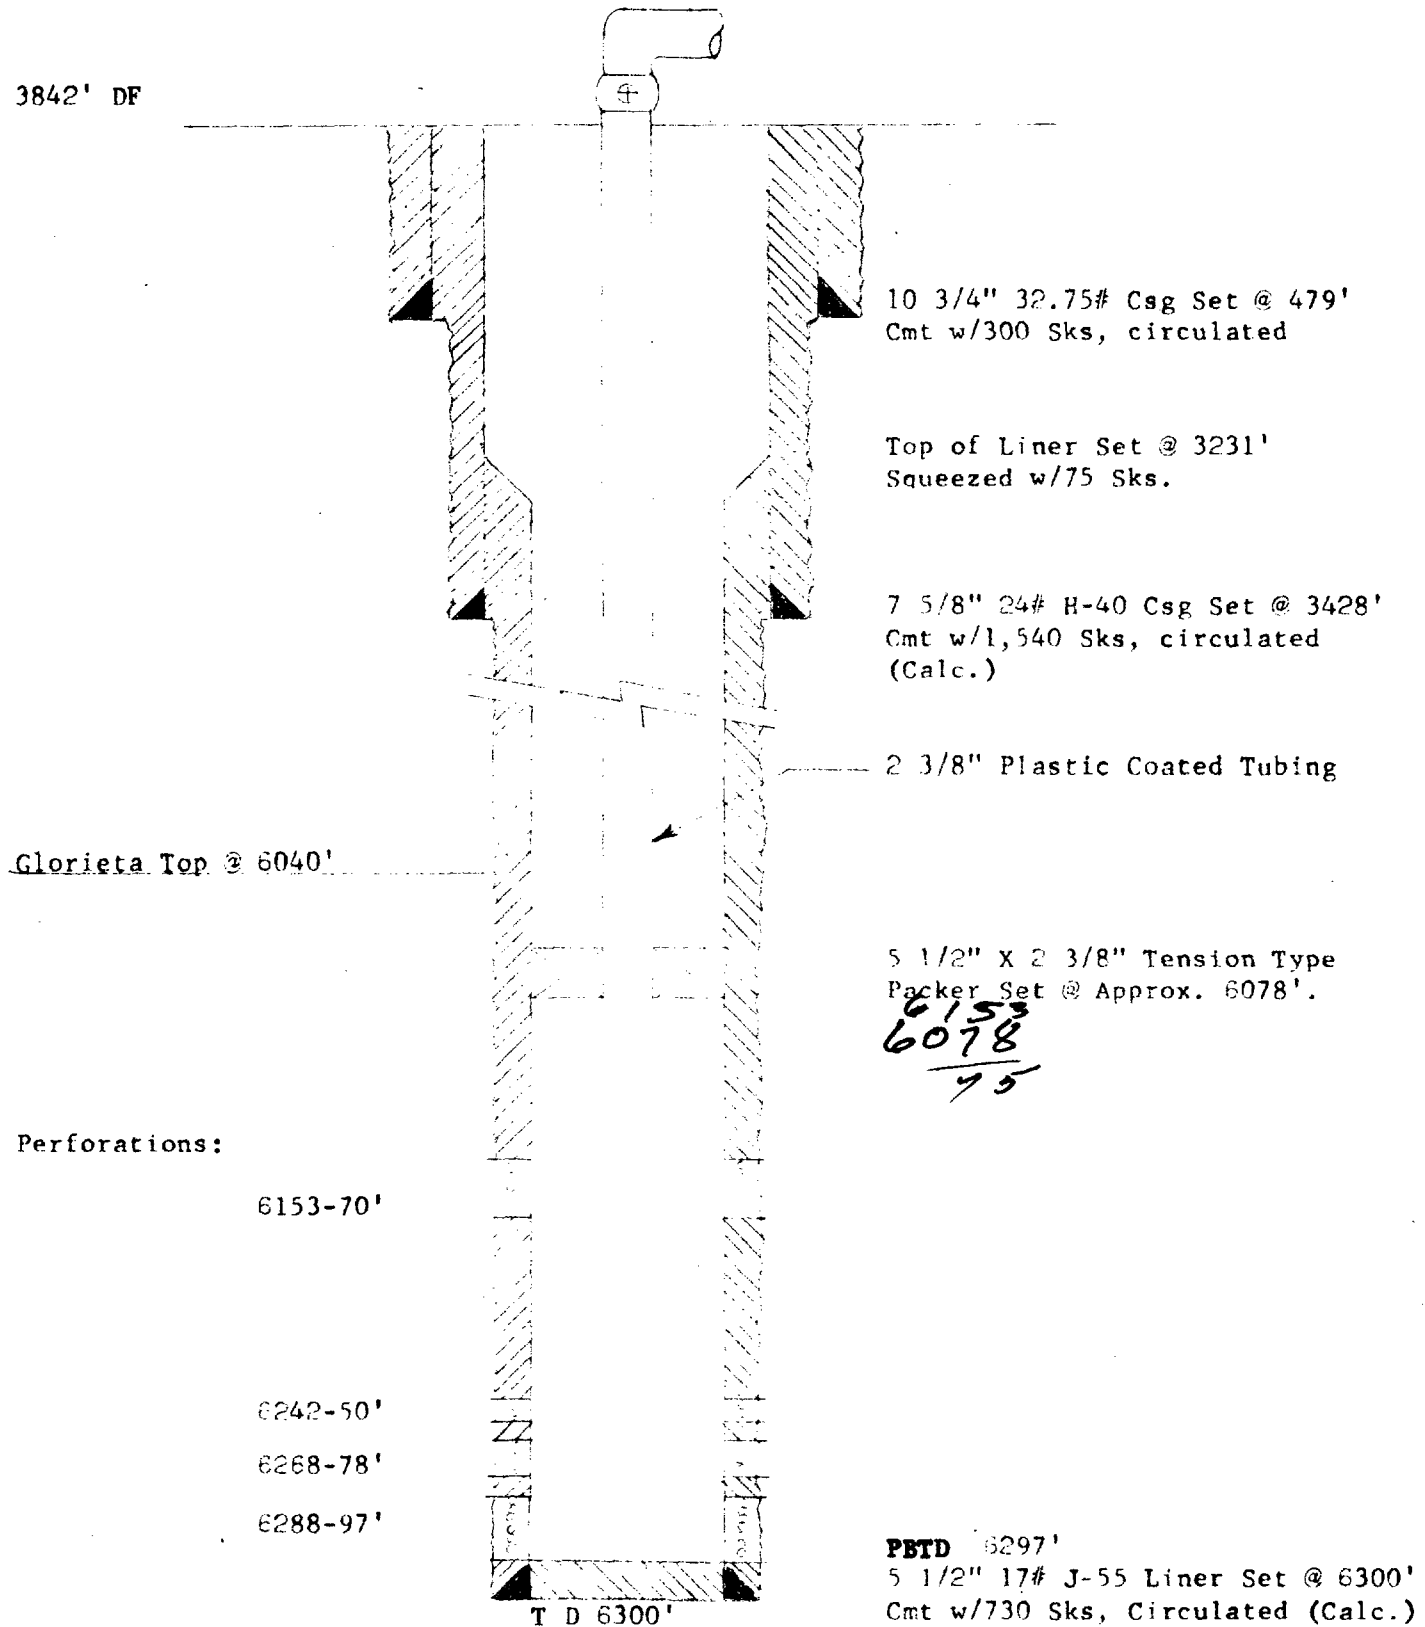 3842' DF
10 3/4" 32.75# Csg Set @ 479'
Cmt w/300 Sks, circulated
Top of Liner Set @ 3231'
Squeezed w/75 Sks.
7 5/8" 24# H-40 Csg Set @ 3428'
Cmt w/1,540 Sks, circulated
(Calc.)
2 3/8" Plastic Coated Tubing
Glorieta Top @ 6040'
5 1/2" X 2 3/8" Tension Type
Packer Set @ Approx. 6078'.
6153
6078
75
Perforations:
6153-70'
6242-50'
6268-78'
6288-97'
PBTD 6297'
5 1/2" 17# J-55 Liner Set @ 6300'
Cmt w/730 Sks, Circulated (Calc.)
T D 6300'